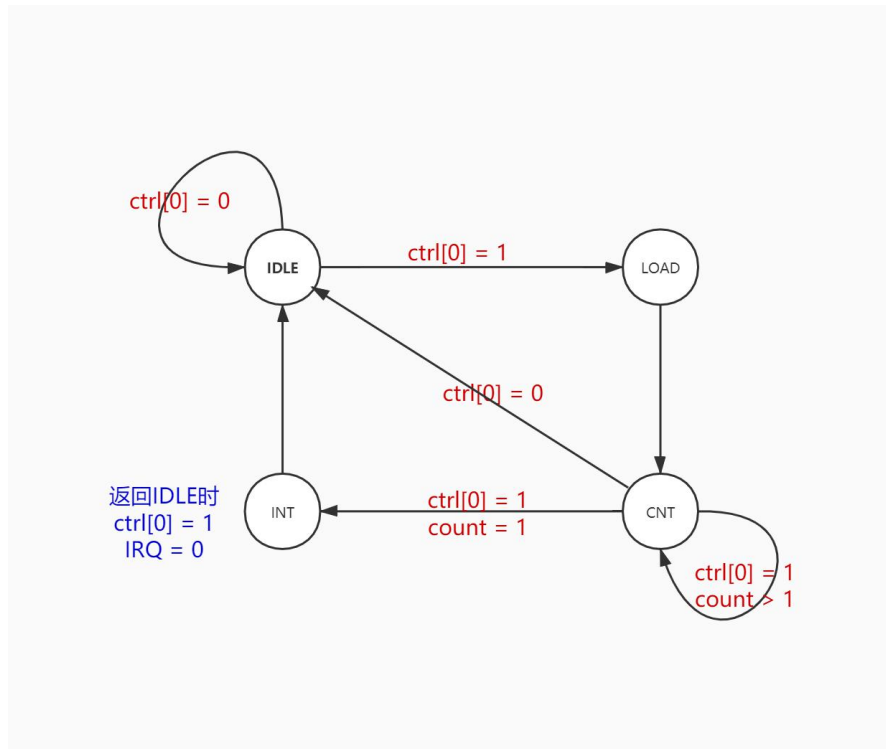 ctrl[0] = 0
IDLE
ctrl[0] = 1
LOAD
ctrl[0] = 0
返回IDLE时
ctrl[0] = 1
IRQ = 0
INT
ctrl[0] = 1
count = 1
CNT
ctrl[0] = 1
count > 1